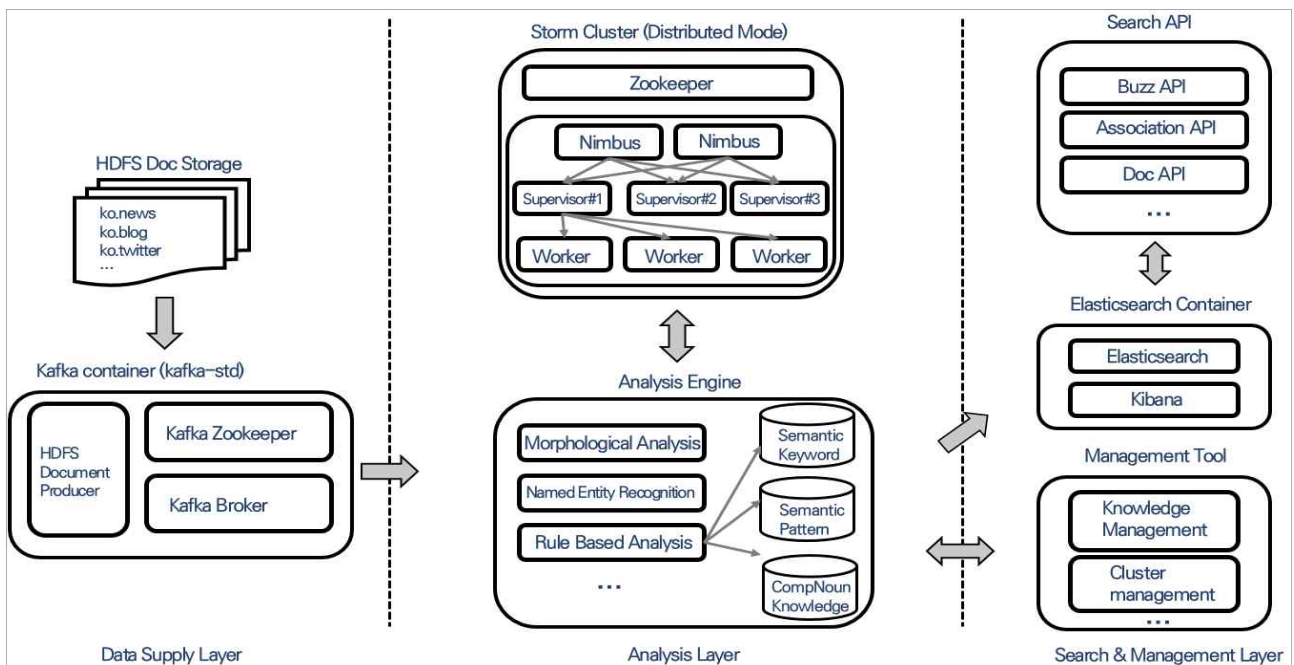 HDFS Doc Storage
ko.news
ko.blog
ko.twitter
...
Kafka container (kafka-std)
HDFS
Document
Producer
Kafka Zookeeper
Kafka Broker
Data Supply Layer
Storm Cluster (Distributed Mode)
Zookeeper
Nimbus
Nimbus
Supervisor#1
Supervisor#2
Supervisor#3
Worker
Worker
Worker
Analysis Engine
Morphological Analysis
Named Entity Recognition
Rule Based Analysis
...
Semantic
Keyword
Semantic
Pattern
CompNoun
Knowledge
Analysis Layer
Search API
Buzz API
Association API
Doc API
...
Elasticsearch Container
Elasticsearch
Kibana
Management Tool
Knowledge
Management
Cluster
management
...
Search & Management Layer